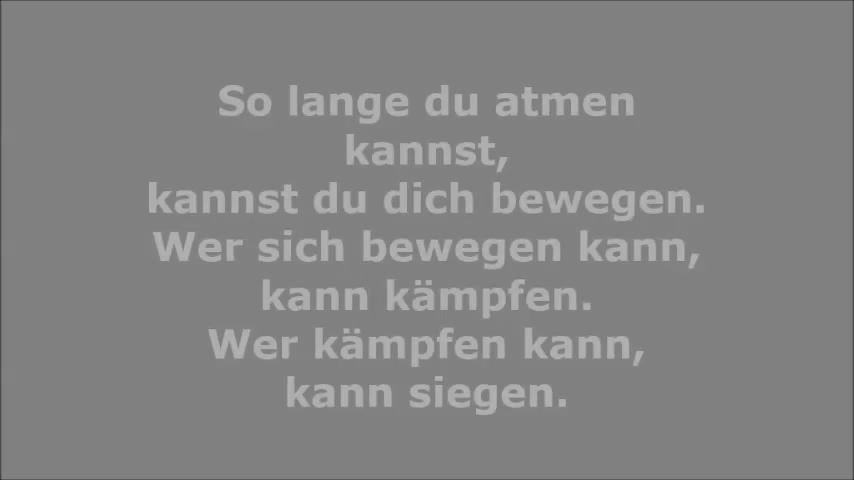 So lange du atmen
kannst,
kannst du dich bewegen.
Wer sich bewegen kann,
kann kämpfen.
Wer kämpfen kann,
kann siegen.